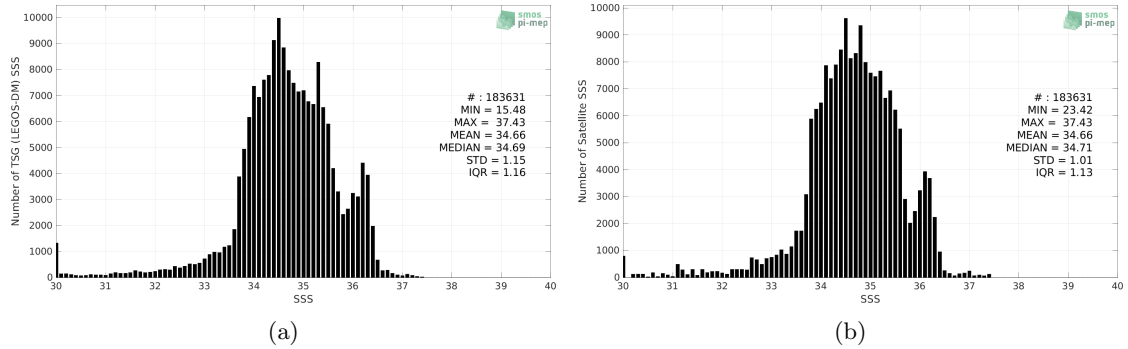 smos
pi-mep
10000
9000
8000
7000
6000
5000
4000
3000
2000
1000
0
Number of TSG (LEGOS-DM) SSS
# : 183631
MIN = 15.48
MAX = 37.43
MEAN = 34.66
MEDIAN = 34.69
STD = 1.15
IQR = 1.16
30 31 32 33 34 35 36 37 38 39 40
SSS
(a)
smos
pi-mep
10000
9000
8000
7000
6000
5000
4000
3000
2000
1000
0
Number of Satellite SSS
# : 183631
MIN = 23.42
MAX = 37.43
MEAN = 34.66
MEDIAN = 34.71
STD = 1.01
IQR = 1.13
30 31 32 33 34 35 36 37 38 39 40
SSS
(b)